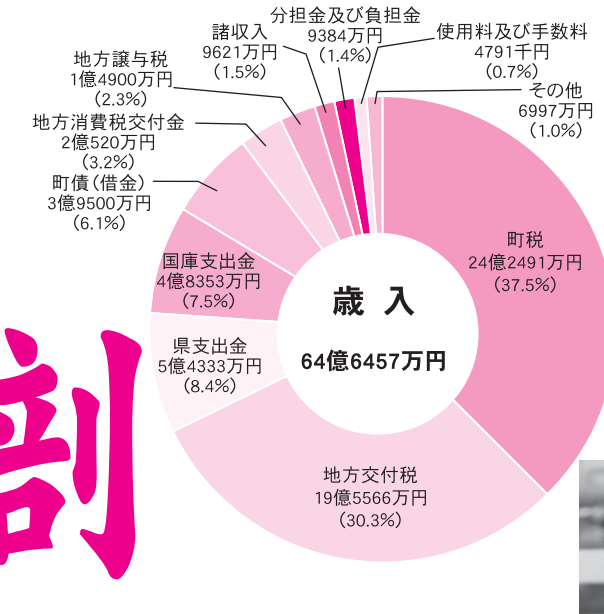 分担金及び負担金
9384万円
(1.4%)
使用料及び手数料
4791千円
(0.7%)
その他
6997万円
(1.0%)
諸収入
9621万円
(1.5%)
地方譲与税
1億4900万円
(2.3%)
地方消費税交付金
2億520万円
(3.2%)
町債(借金)
3億9500万円
(6.1%)
国庫支出金
4億8353万円
(7.5%)
県支出金
5億4333万円
(8.4%)
地方交付税
19億5566万円
(30.3%)
町税
24億2491万円
(37.5%)
歳入
64億6457万円
割